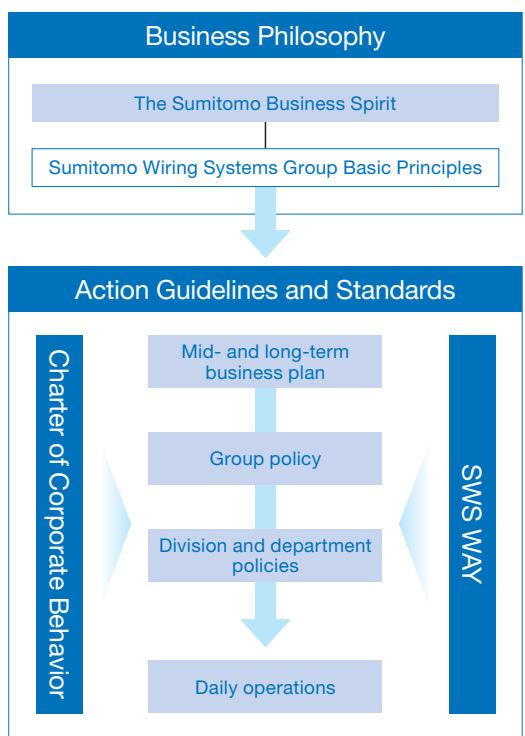 Business Philosophy
The Sumitomo Business Spirit
Sumitomo Wiring Systems Group Basic Principles
Action Guidelines and Standards
Charter of Corporate Behavior
Mid- and long-term
business plan
Group policy
Division and department
policies
Daily operations
SWS WAY